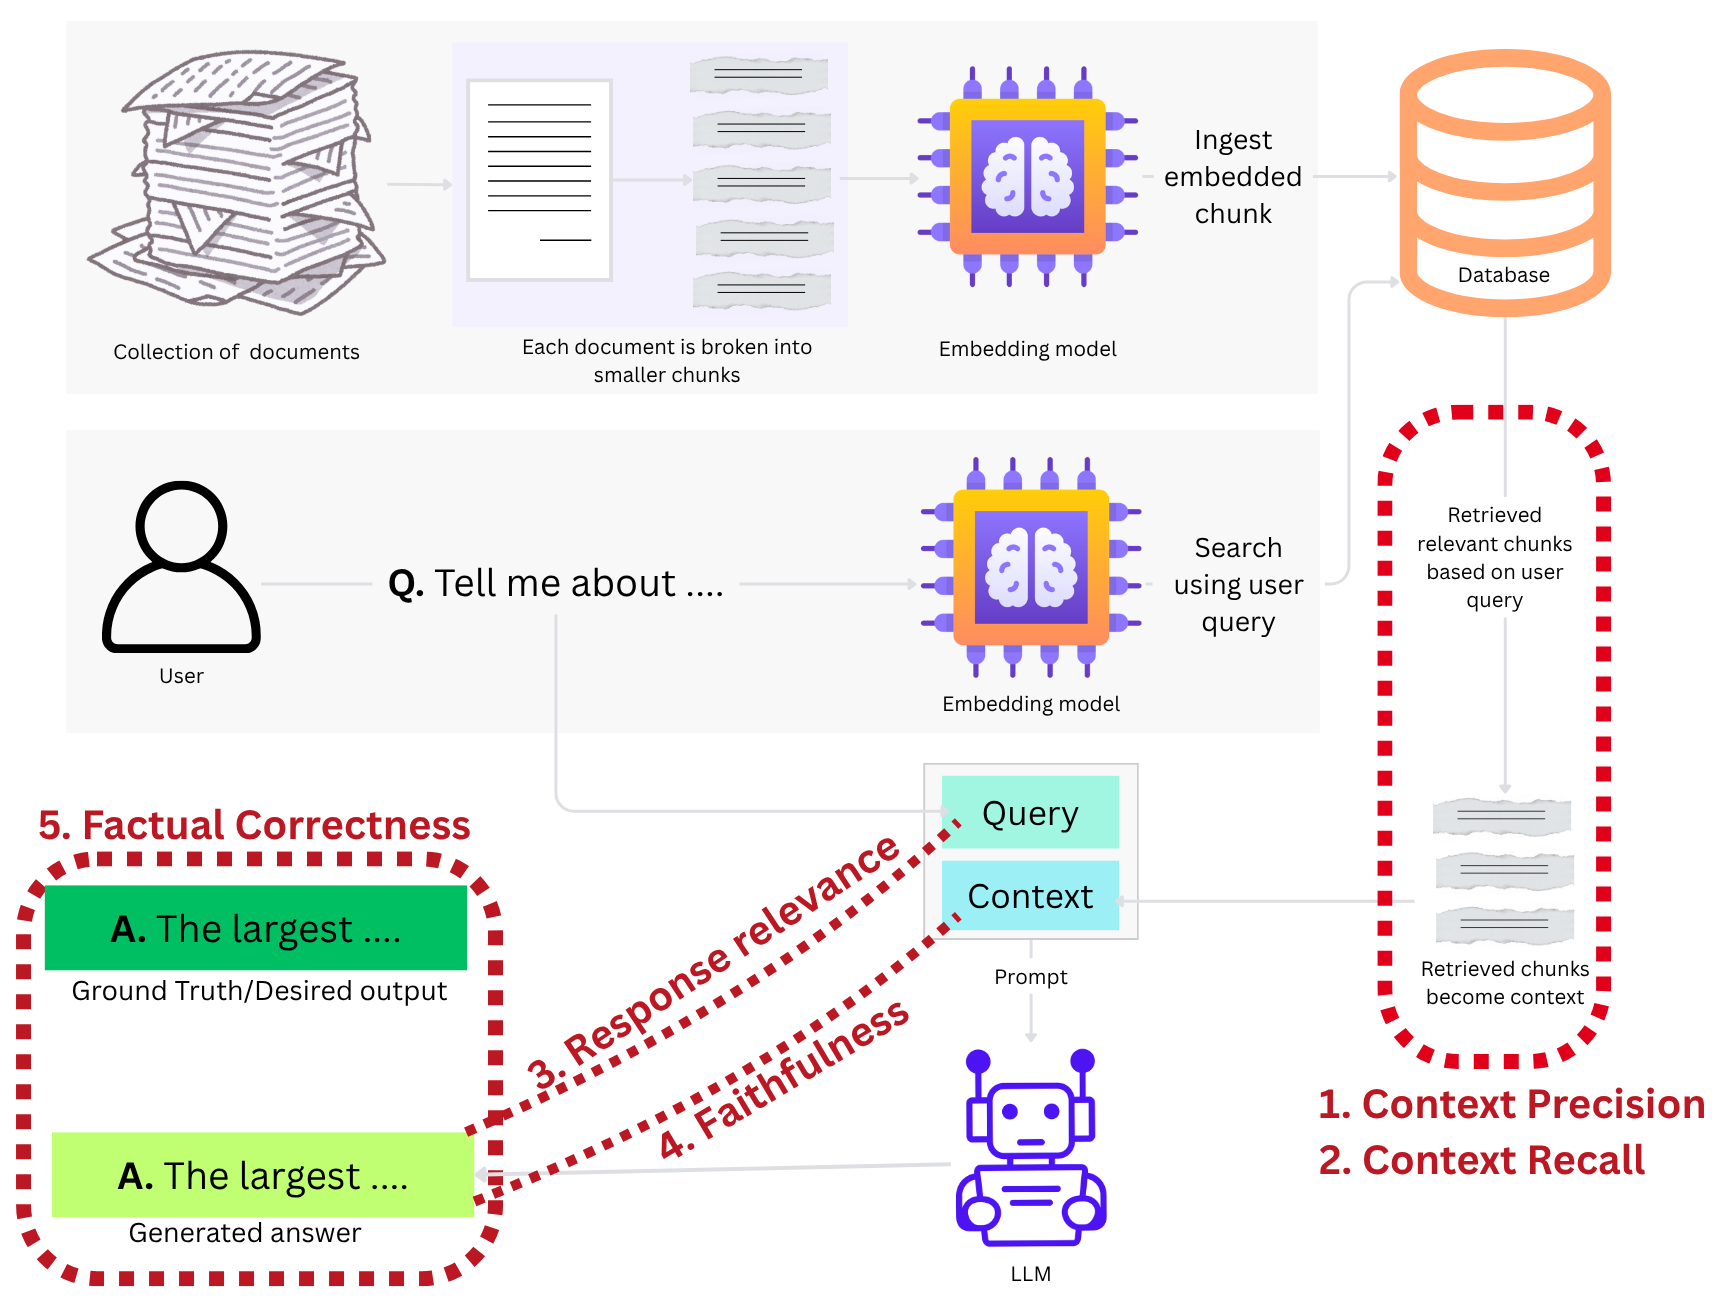 Collection of documents
Each document is broken into
smaller chunks
Embedding model
Ingest
embedded
chunk
Database
User
Q. Tell me about ....
Embedding model
Search
using user
query
Retrieved
relevant chunks
based on user
query
Retrieved chunks
become context
1. Context Precision
2. Context Recall
Query
Context
Prompt
LLM
3. Response relevance
4. Faithfulness
5. Factual Correctness
A. The largest ....
Ground Truth/Desired output
A. The largest ....
Generated answer